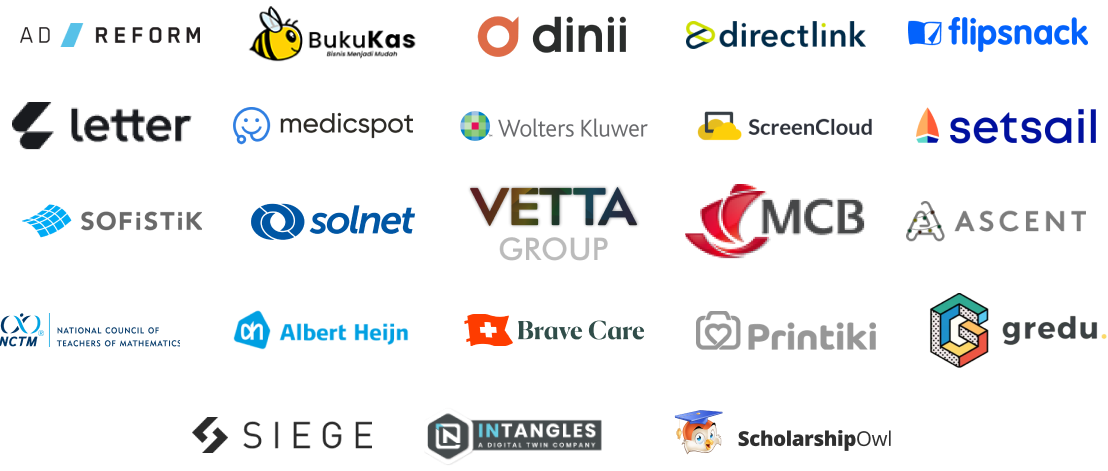 AD REFORM
BukuKas
Bisnis Menjadi Mudah
dinii
directlink
flipsnack
letter
medicspot
Wolters Kluwer
ScreenCloud
setsail
SOFiSTiK
solnet
VETTA
GROUP
MCB
ASCENT
NCTM
NATIONAL COUNCIL OF
TEACHERS OF MATHEMATICS
Albert Heijn
Brave Care
Printiki
gredu.
SIEGE
INTANGLES
A DIGITAL TWIN COMPANY
ScholarshipOwl